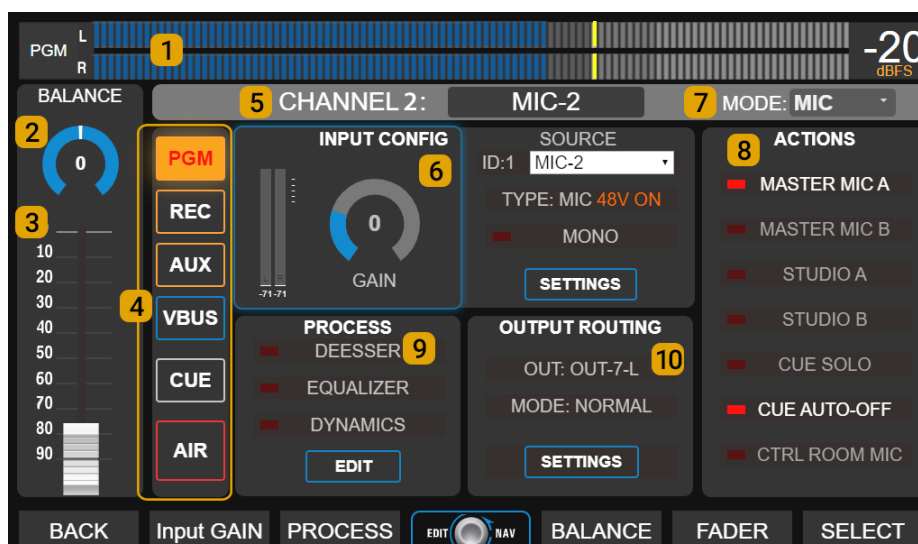 L
PGM
R
1
-20
dBFS
BALANCE
5 CHANNEL 2: MIC-2 7 MODE: MIC
2
0
3
10
20
30
40
50
60
70
80
90
4
PGM
REC
AUX
VBUS
CUE
AIR
INPUT CONFIG
6
0
GAIN
L R
-71 -71
SOURCE
ID:1 MIC-2
TYPE: MIC 48V ON
MONO
SETTINGS
PROCESS
DEESSER 9
EQUALIZER
DYNAMICS
EDIT
OUTPUT ROUTING
OUT: OUT-7-L 10
MODE: NORMAL
SETTINGS
8 ACTIONS
MASTER MIC A
MASTER MIC B
STUDIO A
STUDIO B
CUE SOLO
CUE AUTO-OFF
CTRL ROOM MIC
BACK Input GAIN PROCESS EDIT NAV BALANCE FADER SELECT